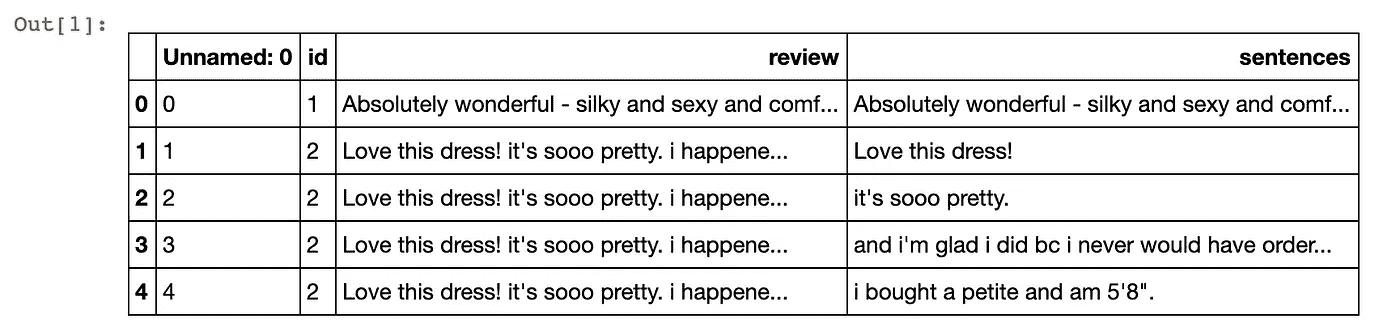 Out[1]:
Unnamed: 0 id review sentences
0 0 1 Absolutely wonderful - silky and sexy and comf... Absolutely wonderful - silky and sexy and comf...
1 1 2 Love this dress! it's sooo pretty. i happene... Love this dress!
2 2 2 Love this dress! it's sooo pretty. i happene... it's sooo pretty.
3 3 2 Love this dress! it's sooo pretty. i happene... and i'm glad i did bc i never would have order...
4 4 2 Love this dress! it's sooo pretty. i happene... i bought a petite and am 5'8".